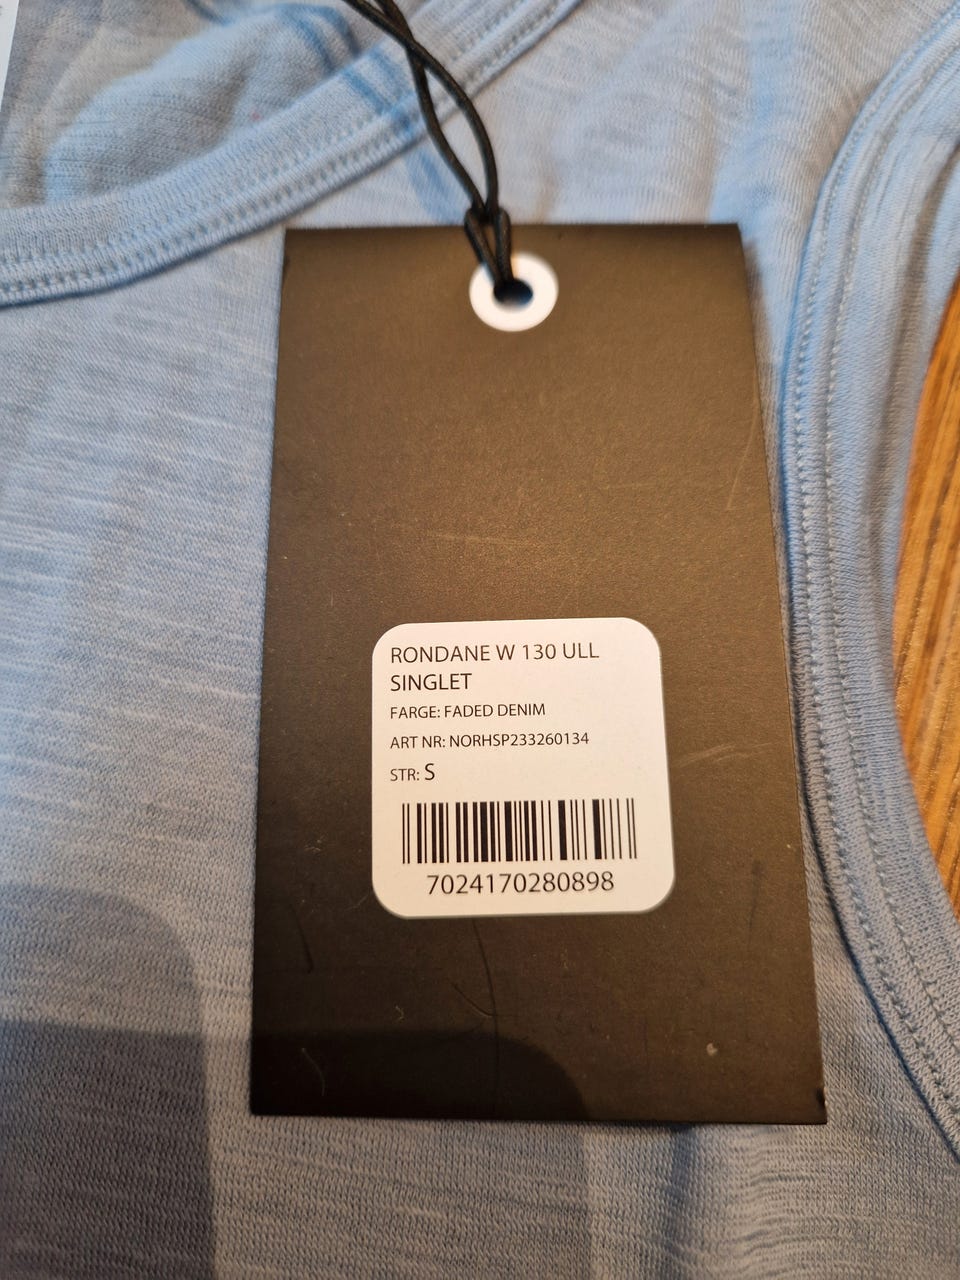 RONDANE W 130 ULL
SINGLET
FARGE: FADED DENIM
ART NR: NORHSP233260134
STR: S
7024170280898